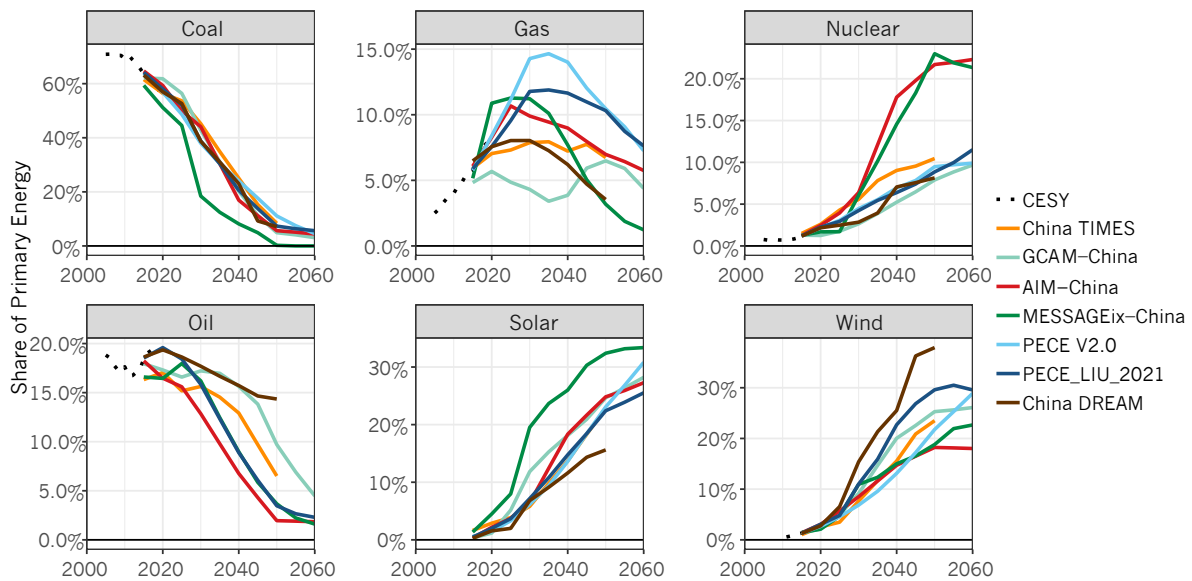 Coal
Gas
Nuclear
60%
40%
20%
0%
2000 2020 2040 2060
15.0%
10.0%
5.0%
0.0%
2000 2020 2040 2060
20.0%
15.0%
10.0%
5.0%
0.0%
2000 2020 2040 2060
Share of Primary Energy
Oil
Solar
Wind
20.0%
15.0%
10.0%
5.0%
0.0%
2000 2020 2040 2060
30%
20%
10%
0%
2000 2020 2040 2060
30%
20%
10%
0%
2000 2020 2040 2060
CESY
China TIMES
GCAM−China
AIM−China
MESSAGEix−China
PECE V2.0
PECE_LIU_2021
China DREAM